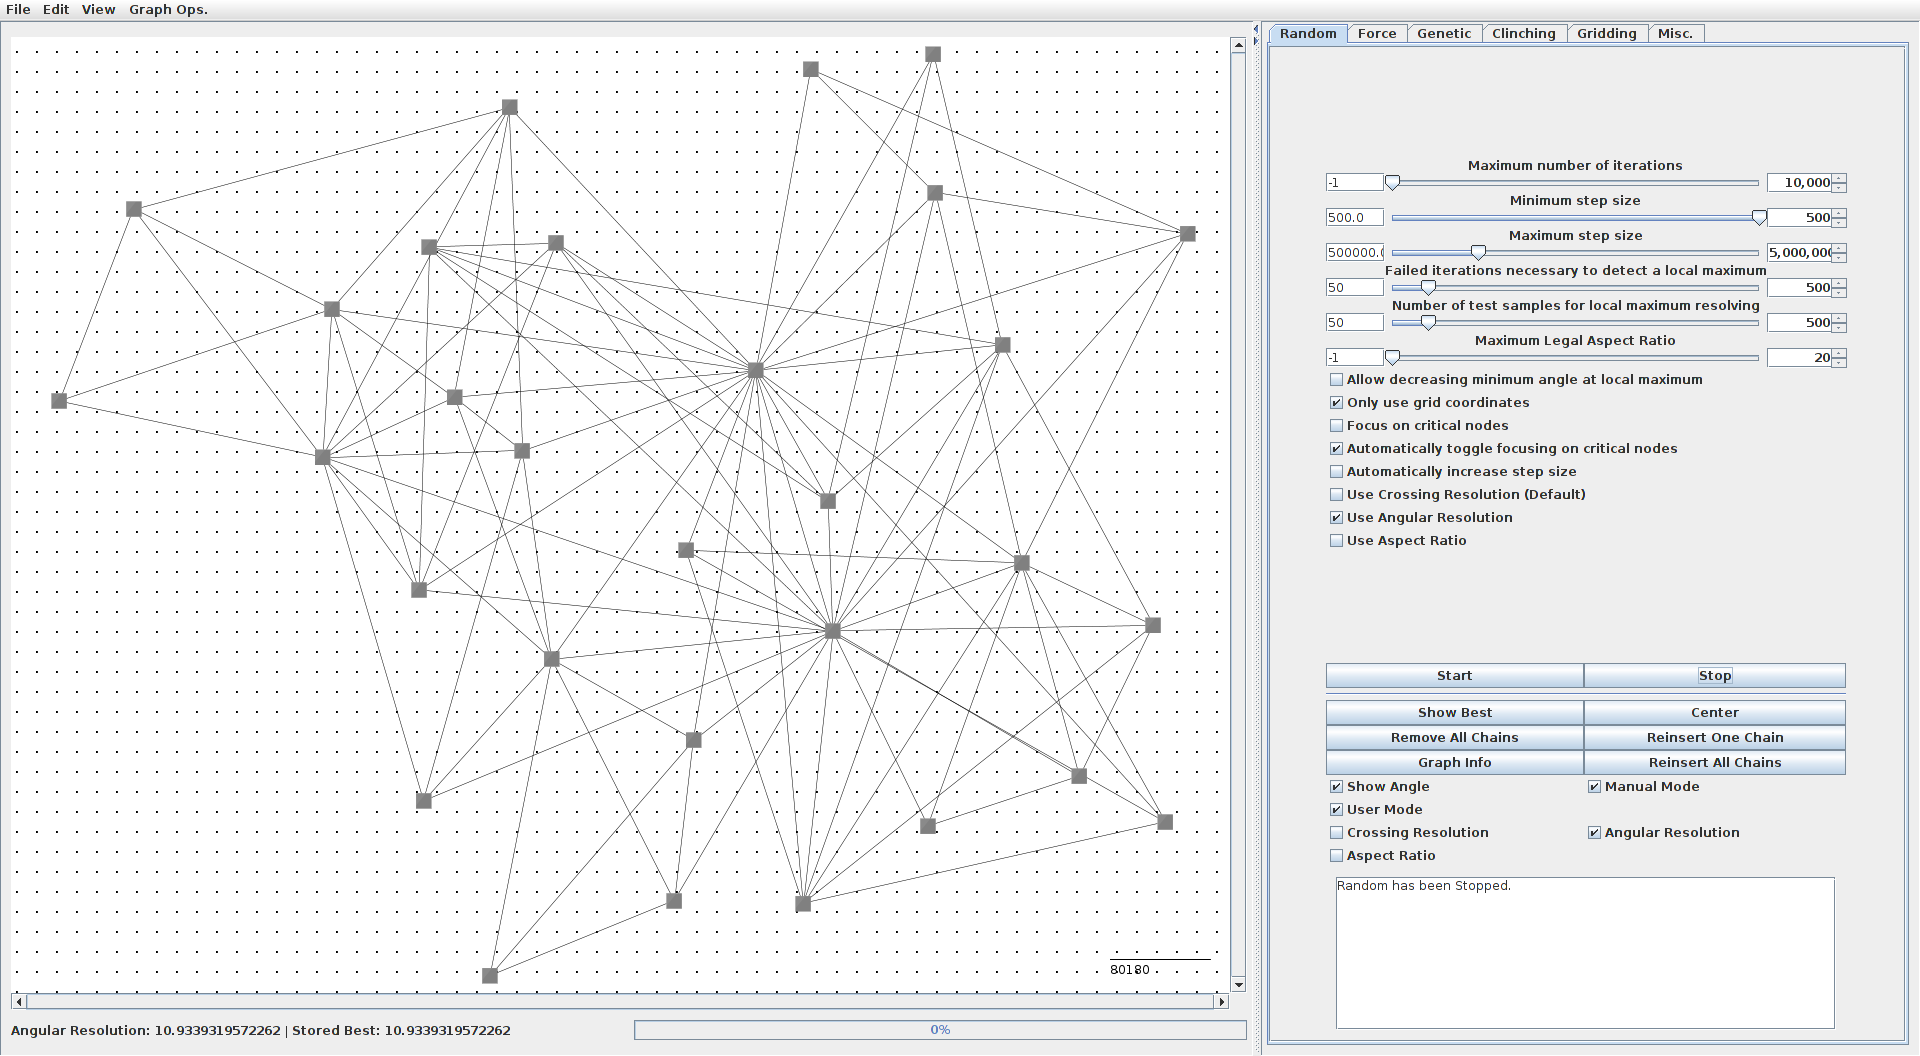 File Edit View Graph Ops.
Random Force Genetic Clinching Gridding Misc.
Maximum number of iterations
-1 10,000
Minimum step size
500.0 500
Maximum step size
500000. 5,000,00
Failed iterations necessary to detect a local maximum
50 500
Number of test samples for local maximum resolving
50 500
Maximum Legal Aspect Ratio
-1 20
Allow decreasing minimum angle at local maximum
Only use grid coordinates
Focus on critical nodes
Automatically toggle focusing on critical nodes
Automatically increase step size
Use Crossing Resolution (Default)
Use Angular Resolution
Use Aspect Ratio
Start Stop
Show Best Center
Remove All Chains Reinsert One Chain
Graph Info Reinsert All Chains
Show Angle Manual Mode
User Mode
Crossing Resolution Angular Resolution
Aspect Ratio
Random has been Stopped.
80180
Angular Resolution: 10.9339319572262 | Stored Best: 10.9339319572262
0%